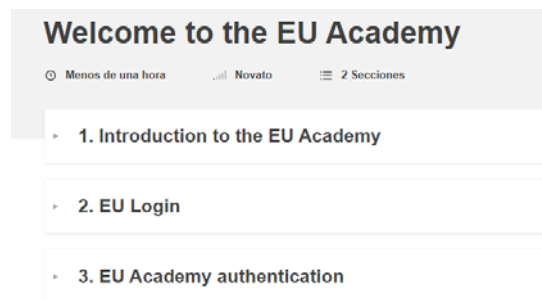 Welcome to the EU Academy
Menos de una hora Novato 2 Secciones
1. Introduction to the EU Academy
2. EU Login
3. EU Academy authentication